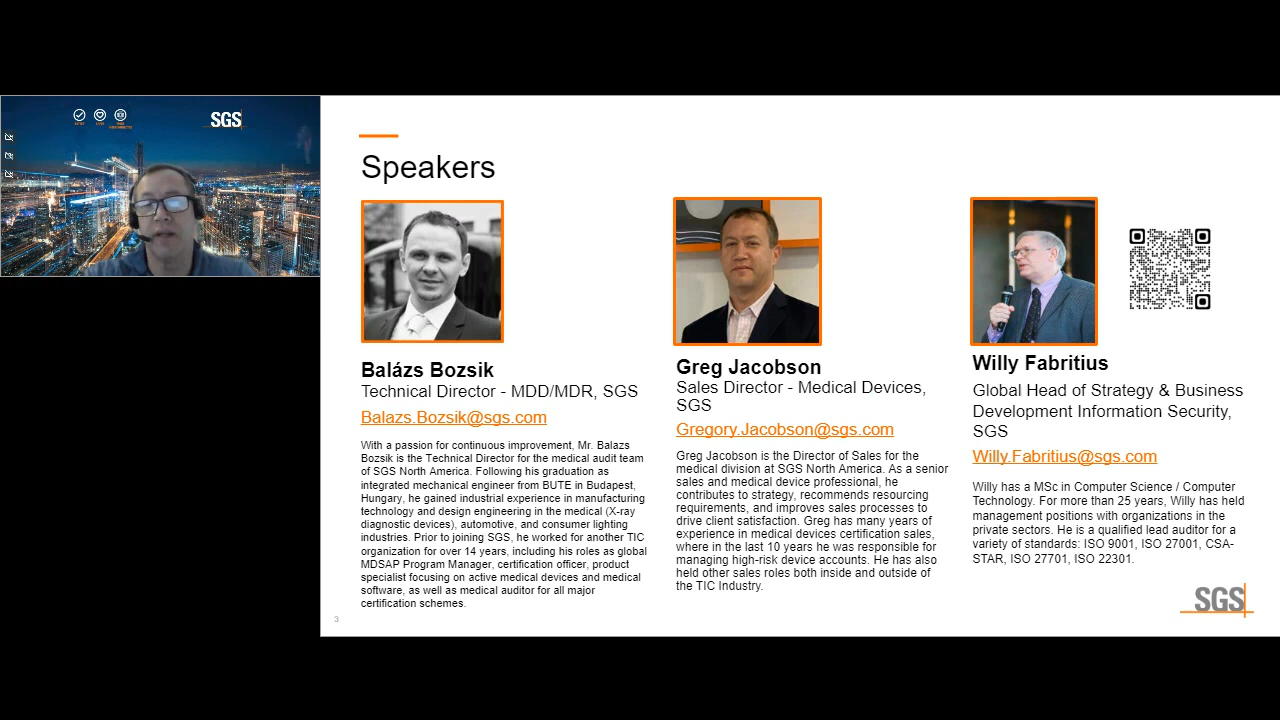 SGS
Speakers
Balázs Bozsik
Technical Director - MDD/MDR, SGS
Balazs.Bozsik@sgs.com
With a passion for continuous improvement, Mr. Balazs
Bozsik is the Technical Director for the medical audit team
of SGS North America. Following his graduation as
integrated mechanical engineer from BUTE in Budapest,
Hungary, he gained industrial experience in manufacturing
technology and design engineering in the medical (X-ray
diagnostic devices), automotive, and consumer lighting
industries. Prior to joining SGS, he worked for another TIC
organization for over 14 years, including his roles as global
MDSAP Program Manager, certification officer, product
specialist focusing on active medical devices and medical
software, as well as medical auditor for all major
certification schemes.
Greg Jacobson
Sales Director - Medical Devices,
SGS
Gregory.Jacobson@sgs.com
Greg Jacobson is the Director of Sales for the
medical division at SGS North America. As a senior
sales and medical device professional, he
contributes to strategy, recommends resourcing
requirements, and improves sales processes to
drive client satisfaction. Greg has many years of
experience in medical devices certification sales,
where in the last 10 years he was responsible for
managing high-risk device accounts. He has also
held other sales roles both inside and outside of
the TIC Industry.
Willy Fabritius
Global Head of Strategy & Business
Development Information Security,
SGS
Willy.Fabritius@sgs.com
Willy has a MSc in Computer Science / Computer
Technology. For more than 25 years, Willy has held
management positions with organizations in the
private sectors. He is a qualified lead auditor for a
variety of standards: ISO 9001, ISO 27001, CSA-
STAR, ISO 27701, ISO 22301.
3
SGS